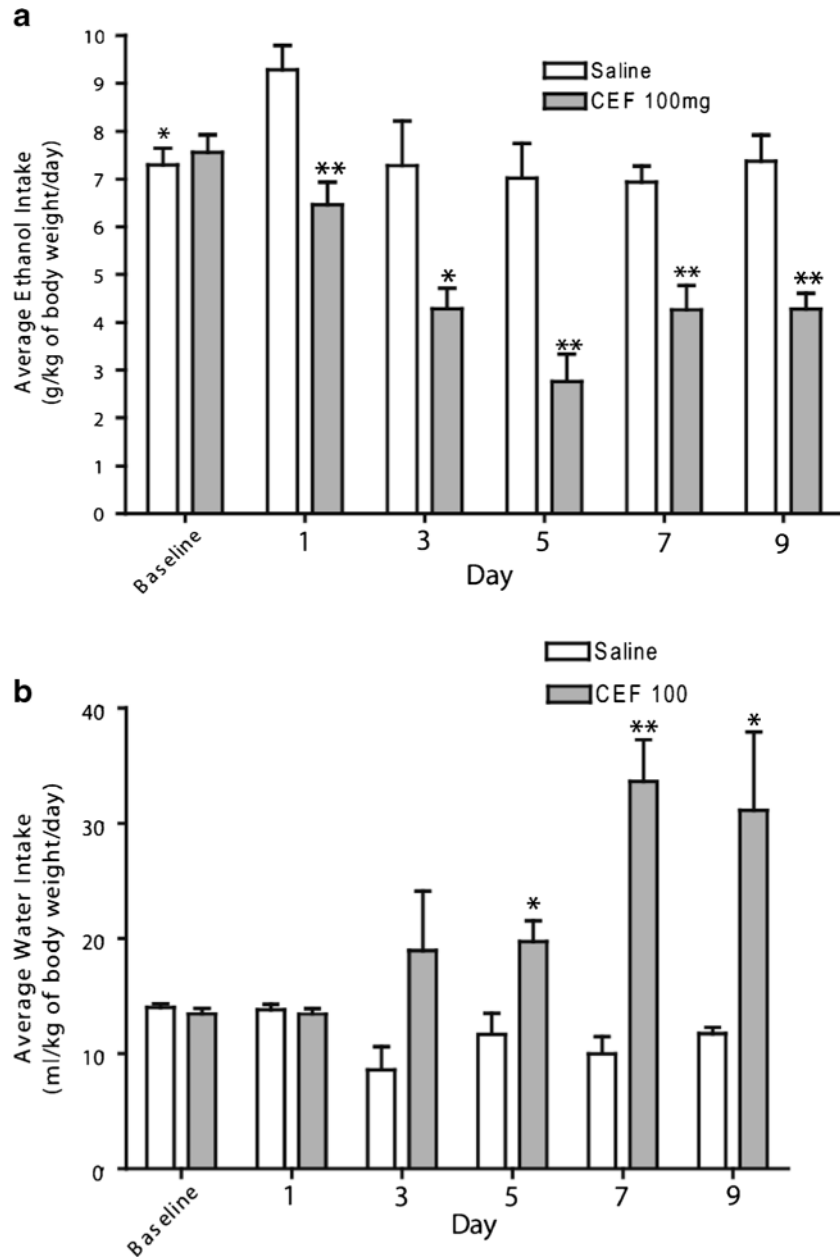 a
Average Ethanol Intake
(g/kg of body weight/day)
10
9
8
7
6
5
4
3
2
1
0
Saline
CEF 100mg
*
**
*
**
**
**
Baseline
1
3
5
7
9
Day
b
Average Water Intake
(ml/kg of body weight/day)
40
30
20
10
0
Saline
CEF 100
*
**
*
Baseline
1
3
5
7
9
Day